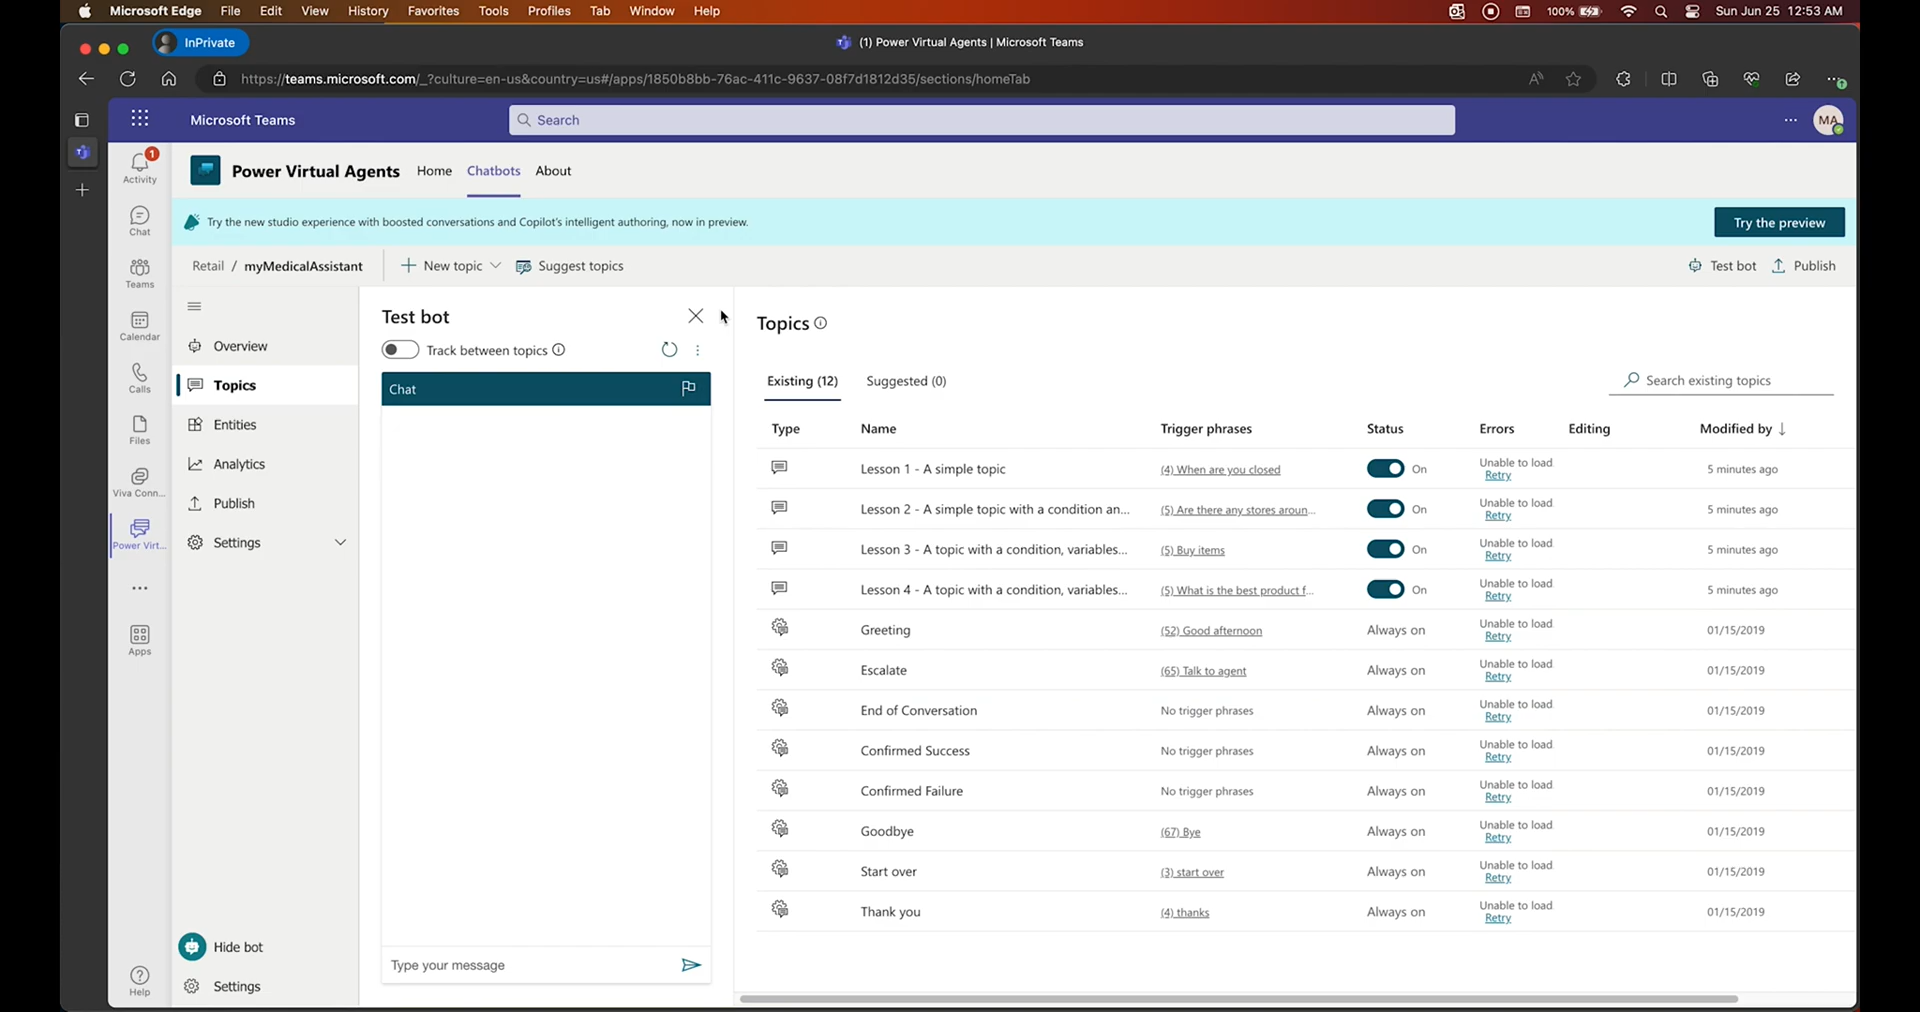 Microsoft Edge File Edit View History Favorites Tools Profiles Tab Window Help 100% Sun Jun 25 12:53 AM
InPrivate (1) Power Virtual Agents | Microsoft Teams
https://teams.microsoft.com/_?culture=en-us&country=us#/apps/1850b8bb-76ac-411c-9637-08f7d1812d35/sections/homeTab
Microsoft Teams Search MA
1
Activity
Chat
Teams
Calendar
Calls
Files
Viva Conn...
Power Virt...
Apps
Help
Power Virtual Agents Home Chatbots About
Try the new studio experience with boosted conversations and Copilot's intelligent authoring, now in preview. Try the preview
Retail / myMedicalAssistant New topic Suggest topics Test bot Publish
Overview
Topics
Entities
Analytics
Publish
Settings
Hide bot
Settings
Test bot
Track between topics
Chat
Type your message
Topics
Existing (12) Suggested (0) Search existing topics
Type Name Trigger phrases Status Errors Editing Modified by ↓
Lesson 1 - A simple topic (4) When are you closed On Unable to load. 5 minutes ago
Retry
Lesson 2 - A simple topic with a condition an... (5) Are there any stores aroun... On Unable to load. 5 minutes ago
Retry
Lesson 3 - A topic with a condition, variables... (5) Buy items On Unable to load. 5 minutes ago
Retry
Lesson 4 - A topic with a condition, variables... (5) What is the best product f... On Unable to load. 5 minutes ago
Retry
Greeting (52) Good afternoon Always on Unable to load. 01/15/2019
Retry
Escalate (65) Talk to agent Always on Unable to load. 01/15/2019
Retry
End of Conversation No trigger phrases Always on Unable to load. 01/15/2019
Retry
Confirmed Success No trigger phrases Always on Unable to load. 01/15/2019
Retry
Confirmed Failure No trigger phrases Always on Unable to load. 01/15/2019
Retry
Goodbye (67) Bye Always on Unable to load. 01/15/2019
Retry
Start over (3) start over Always on Unable to load. 01/15/2019
Retry
Thank you (4) thanks Always on Unable to load. 01/15/2019
Retry